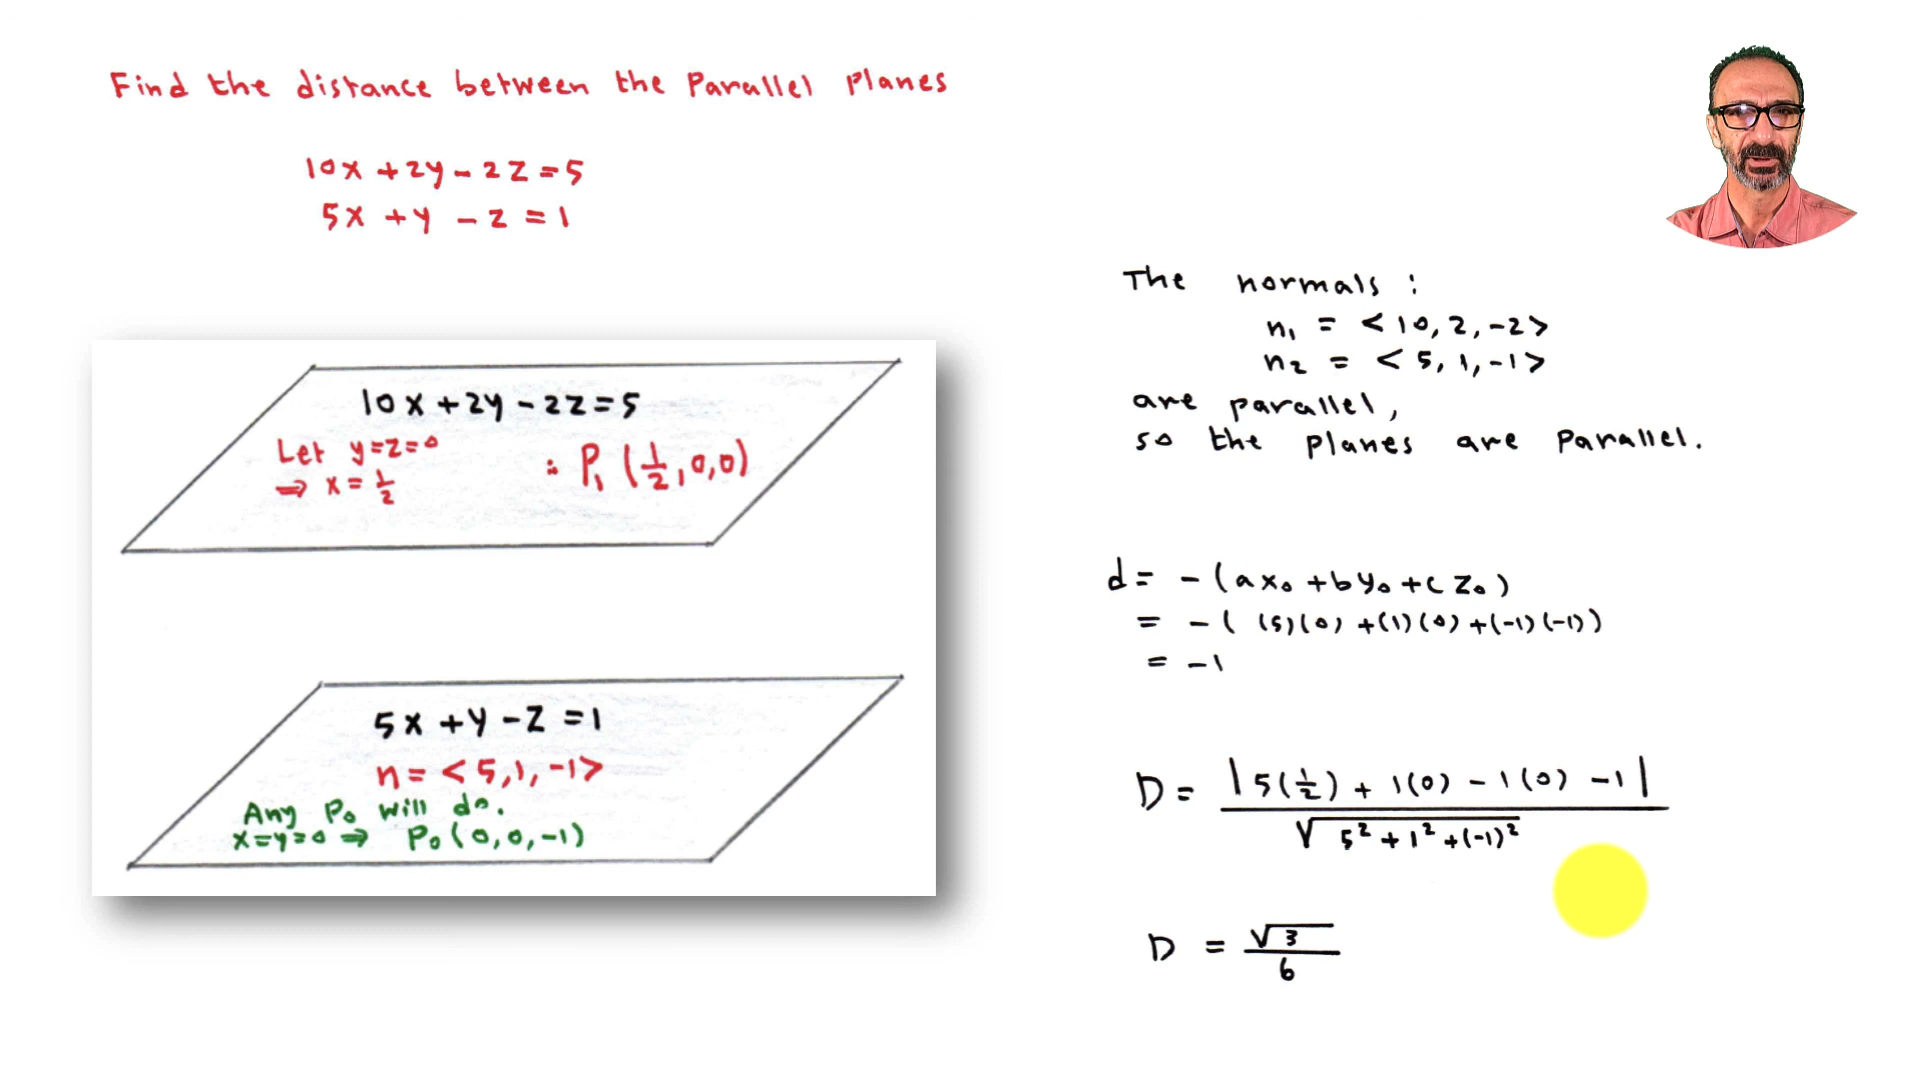 Find the distance between the Parallel Planes
10x + 2y - 2z = 5
5x + y - z = 1
10x + 2y - 2z = 5
Let y = z = 0
⇒ x = 1/2
∴ P₁ (1/2, 0, 0)
5x + y - z = 1
n = < 5, 1, -1 >
Any P₀ will do.
x = y = 0 ⇒ P₀ (0, 0, -1)
The normals :
n₁ = < 10, 2, -2 >
n₂ = < 5, 1, -1 >
are parallel,
so the planes are Parallel.
d = - ( a x₀ + b y₀ + c z₀ )
= - ( (5)(0) + (1)(0) + (-1)(-1) )
= -1
D = | 5(1/2) + 1(0) - 1(0) - 1 | / √(5² + 1² + (-1)²)
D = √3 / 6